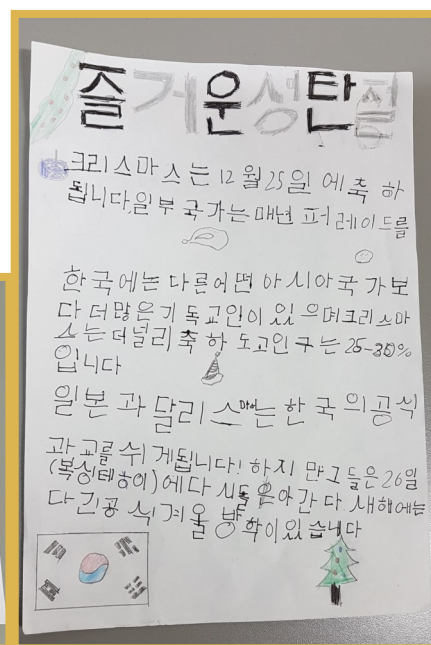 즐거운성탄절
크리스마스는 12월25일 에축 하
됩니다일부국가는 매년 퍼레이드를
한국에는 다른어떤 아시아국가보
다 더많은기독교인이 있으며크리스마
스는더널리축하 도고인구는 25-30%
입니다
일본과달리스마는한국의공식
과교를쉬게됩니다! 하지 만그들은26일
(복싱테이)에다시돌아간다. 새해에는
다긴공식겨울 방학이있습니다